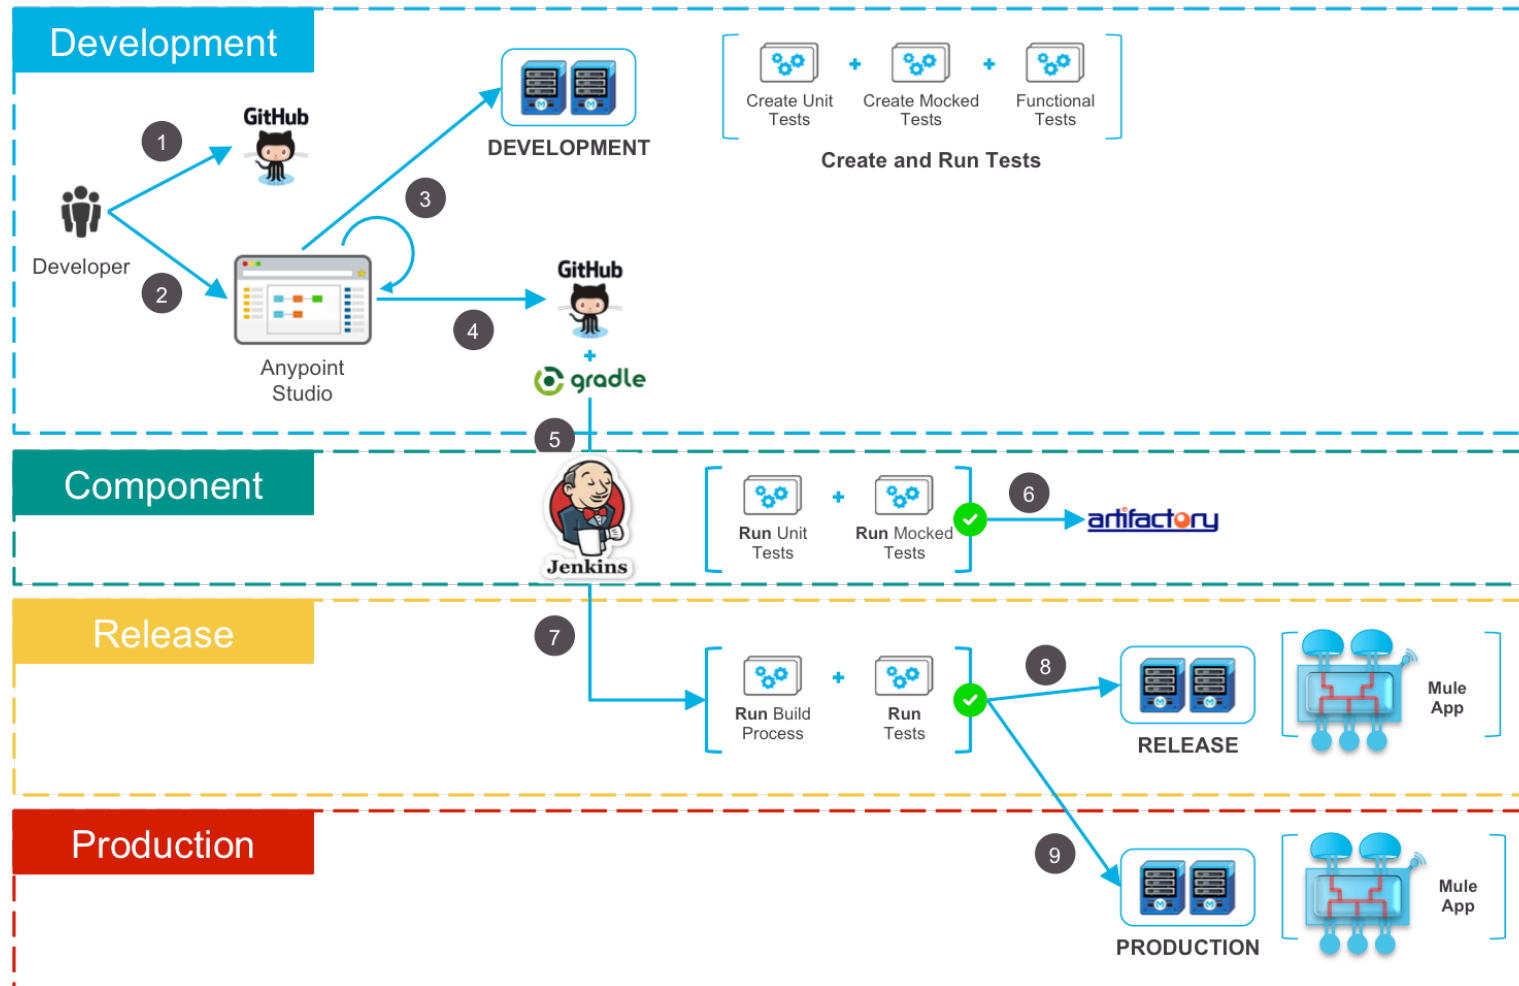 Development
GitHub
1
Developer
2
Anypoint
Studio
3
DEVELOPMENT
4
GitHub
+
gradle
Create Unit
Tests
+
Create Mocked
Tests
+
Functional
Tests
Create and Run Tests
5
Component
Jenkins
Run Unit
Tests
+
Run Mocked
Tests
6
artifactory
Release
7
Run Build
Process
+
Run
Tests
8
RELEASE
Mule
App
Production
9
PRODUCTION
Mule
App